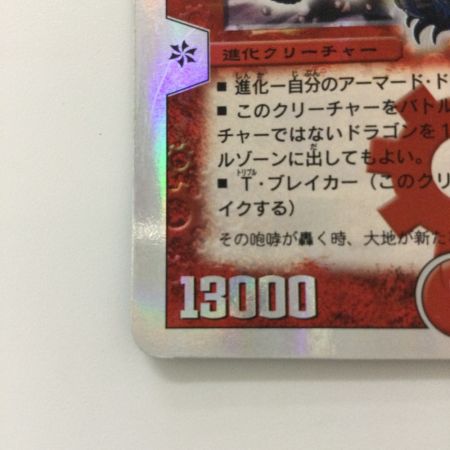 進化クリーチャー
■ 進化－自分のアーマード・ド
■ このクリーチャーをバトル
チャーではないドラゴンを1
ルゾーンに出してもよい。
■ T・ブレイカー（このクリ
イクする）
その咆哮が轟く時、大地が新た
13000